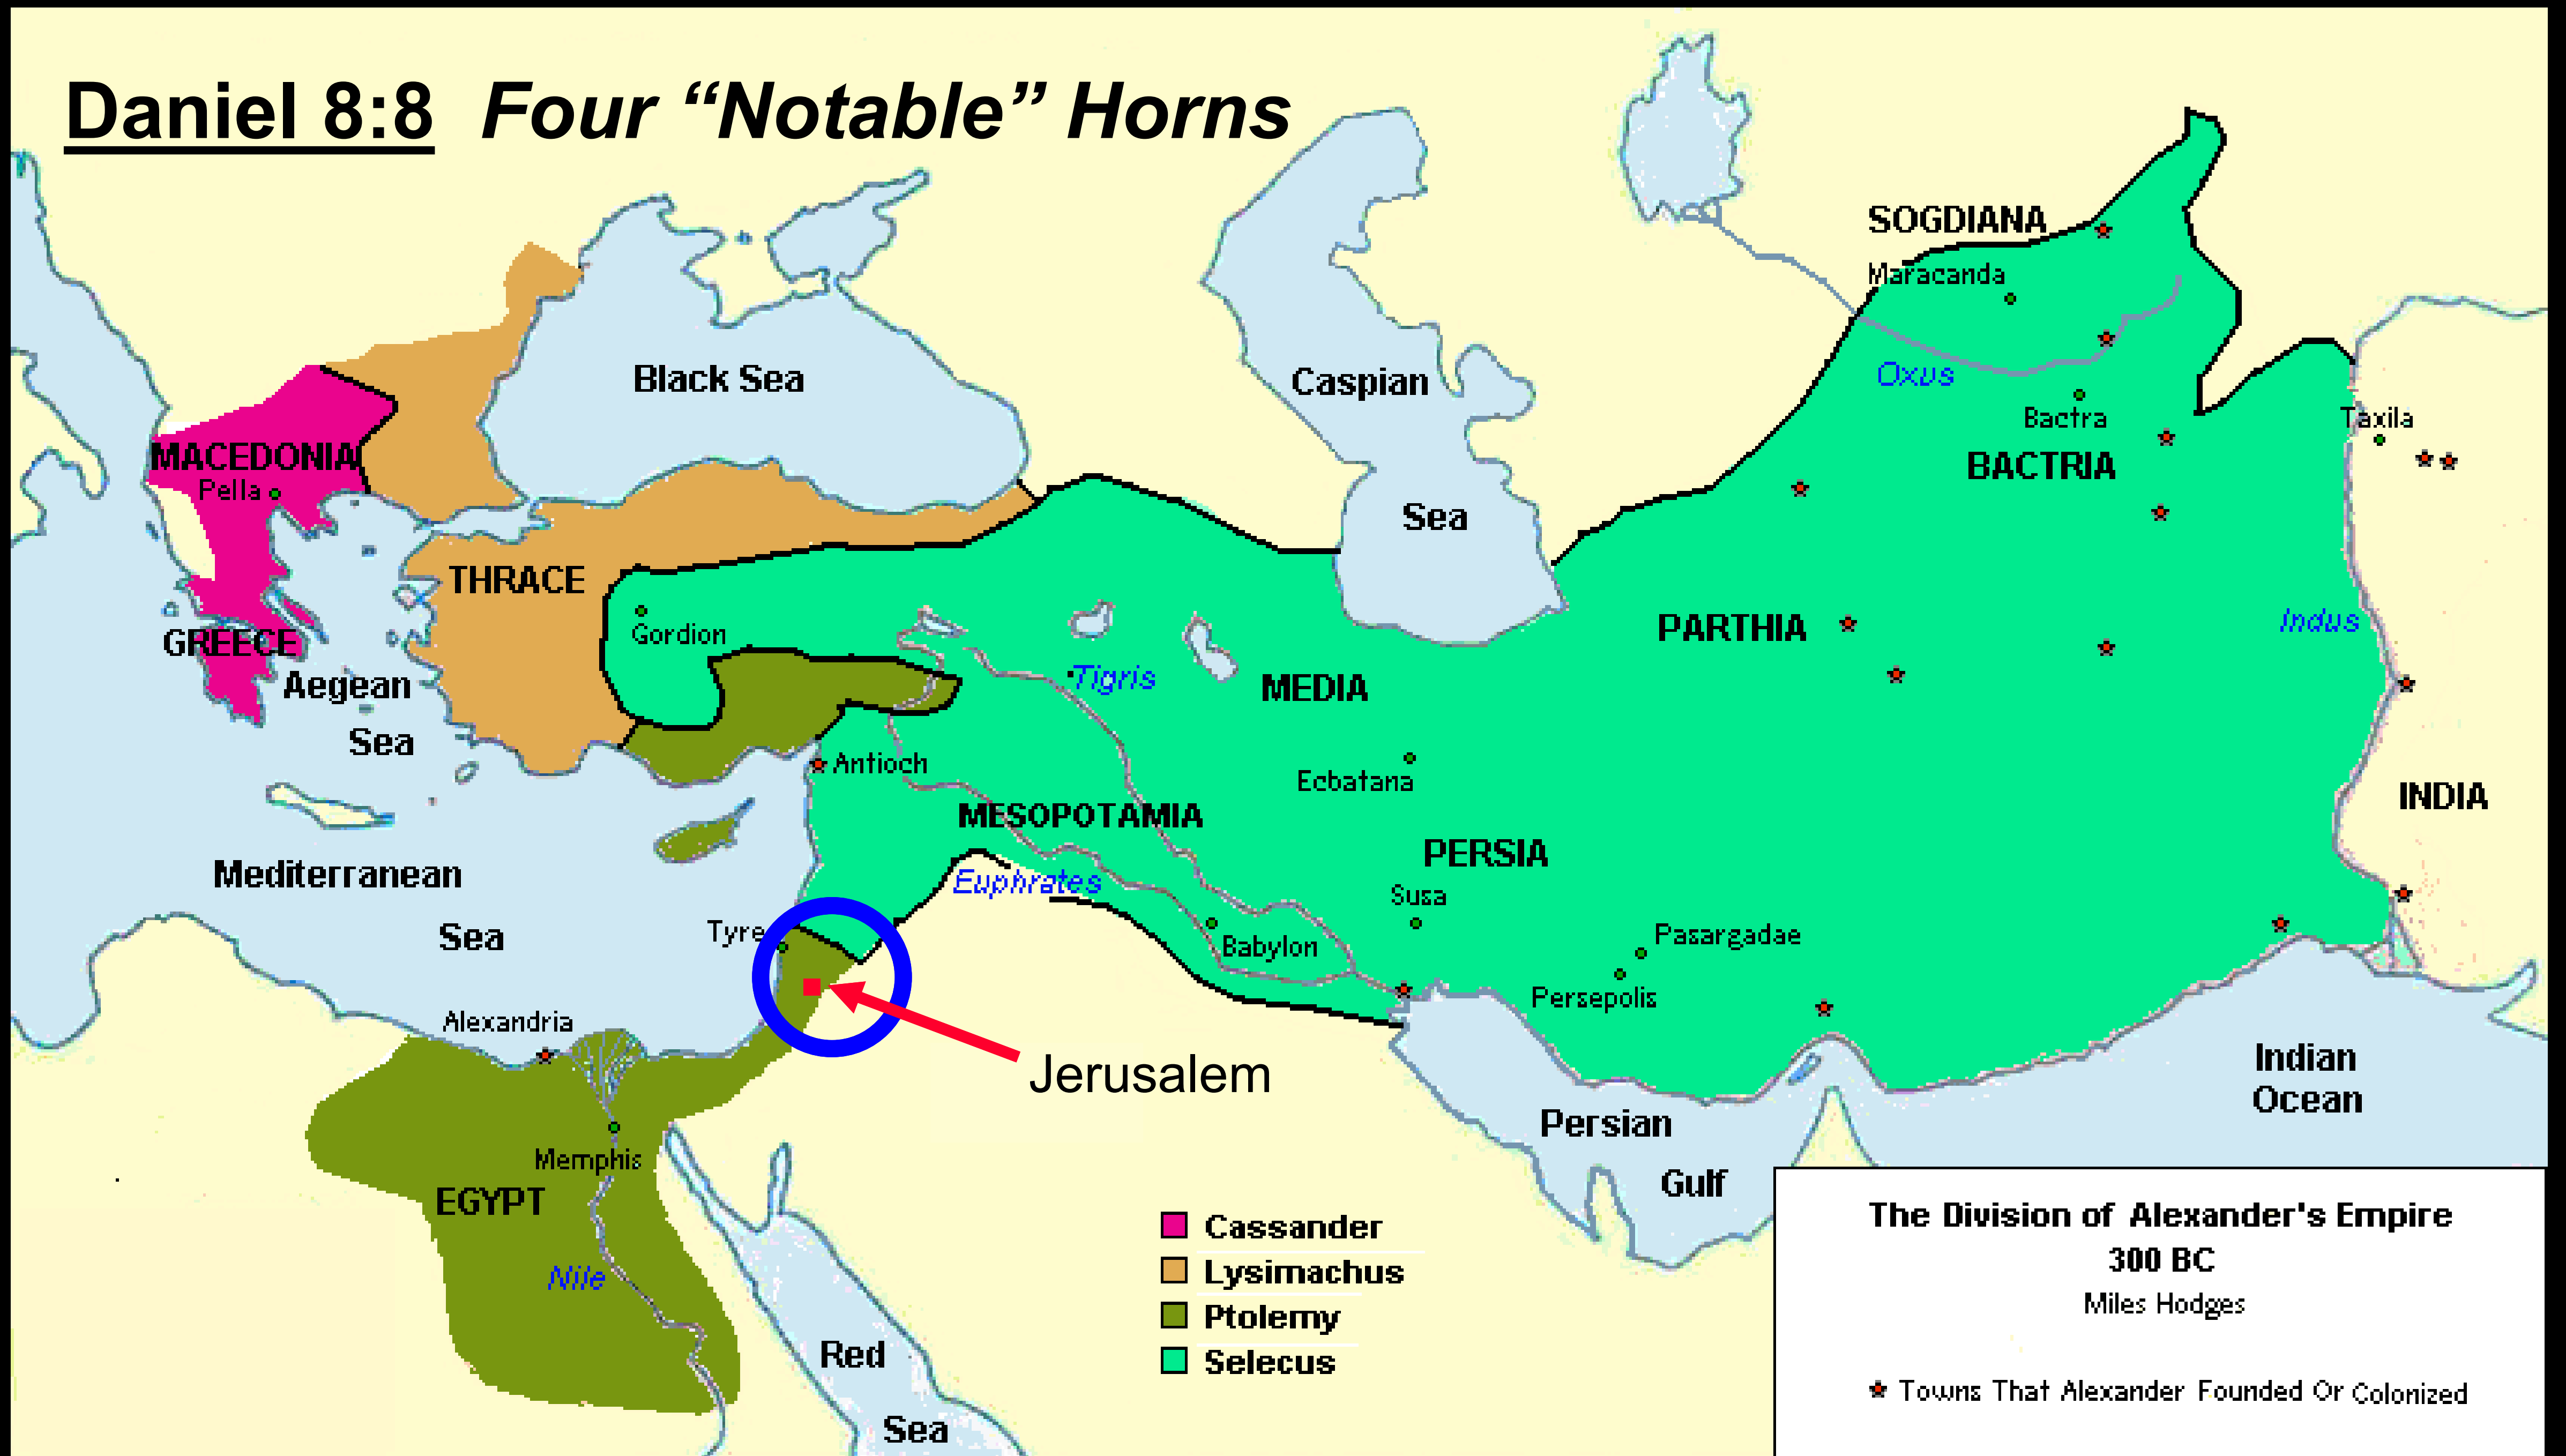 Daniel 8:8 Four “Notable” Horns
SOGDIANA
Maracanda
Black Sea
Caspian
Sea
Oxus
Bactra
Taxila
BACTRIA
MACEDONIA
Pella
THRACE
Gordion
PARTHIA
Indus
GREECE
Aegean
Sea
Tigris
MEDIA
Antioch
Ecbatana
INDIA
MESOPOTAMIA
PERSIA
Mediterranean
Sea
Euphrates
Susa
Tyre
Babylon
Pasargadae
Persepolis
Alexandria
Jerusalem
Indian
Ocean
Persian
Gulf
Memphis
EGYPT
Nile
Red
Sea
Cassander
Lysimachus
Ptolemy
Selecus
The Division of Alexander's Empire
300 BC
Miles Hodges
Towns That Alexander Founded Or Colonized